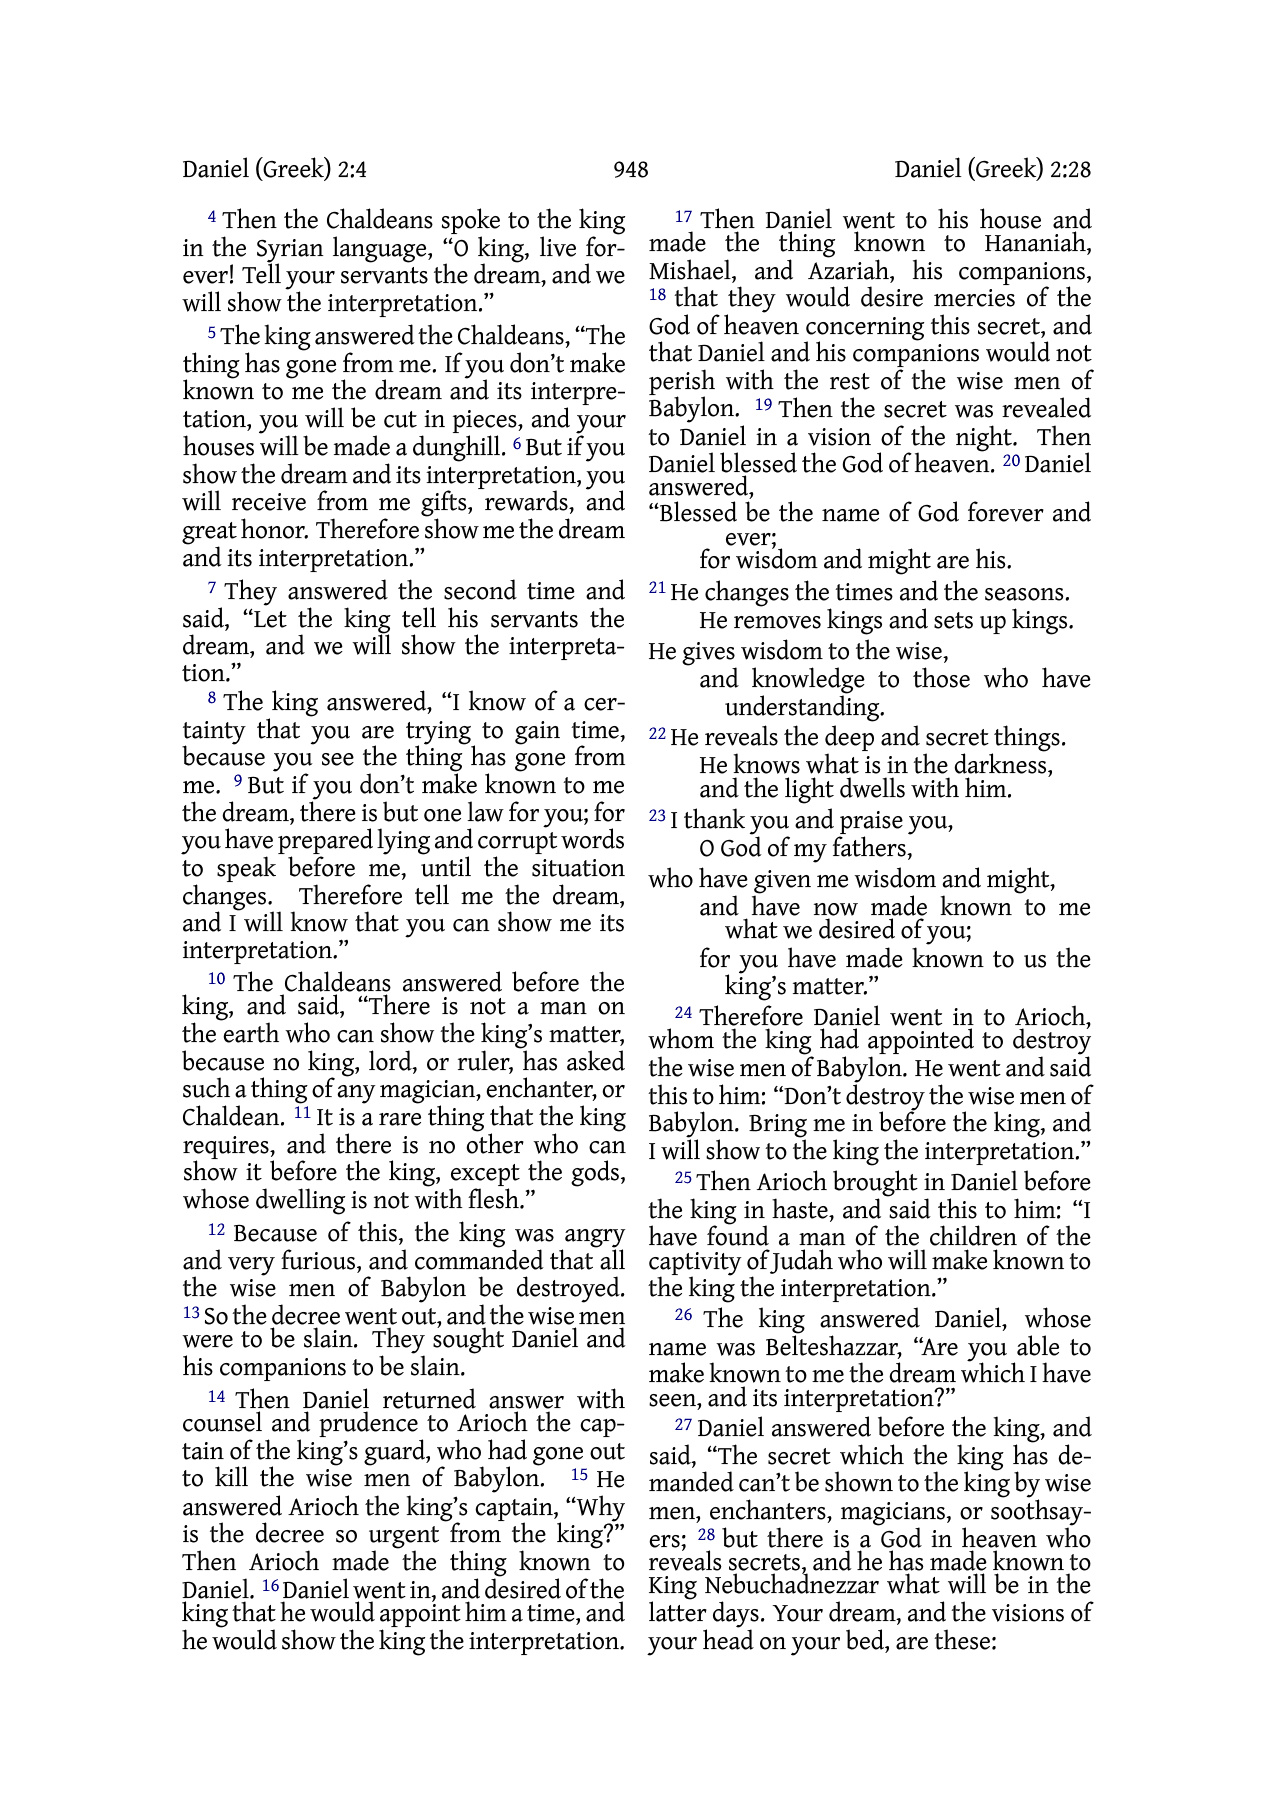 Daniel (Greek) 2:4 948 Daniel (Greek) 2:28
4 Then the Chaldeans spoke to the king
in the Syrian language, “O king, live for-
ever! Tell your servants the dream, and we
will show the interpretation.”
5 The king answered the Chaldeans, “The
thing has gone from me. If you don’t make
known to me the dream and its interpre-
tation, you will be cut in pieces, and your
houses will be made a dunghill. 6 But if you
show the dream and its interpretation, you
will receive from me gifts, rewards, and
great honor. Therefore show me the dream
and its interpretation.”
7 They answered the second time and
said, “Let the king tell his servants the
dream, and we will show the interpreta-
tion.”
8 The king answered, “I know of a cer-
tainty that you are trying to gain time,
because you see the thing has gone from
me. 9 But if you don’t make known to me
the dream, there is but one law for you; for
you have prepared lying and corrupt words
to speak before me, until the situation
changes. Therefore tell me the dream,
and I will know that you can show me its
interpretation.”
10 The Chaldeans answered before the
king, and said, “There is not a man on
the earth who can show the king’s matter,
because no king, lord, or ruler, has asked
such a thing of any magician, enchanter, or
Chaldean. 11 It is a rare thing that the king
requires, and there is no other who can
show it before the king, except the gods,
whose dwelling is not with flesh.”
12 Because of this, the king was angry
and very furious, and commanded that all
the wise men of Babylon be destroyed.
13 So the decree went out, and the wise men
were to be slain. They sought Daniel and
his companions to be slain.
14 Then Daniel returned answer with
counsel and prudence to Arioch the cap-
tain of the king’s guard, who had gone out
to kill the wise men of Babylon. 15 He
answered Arioch the king’s captain, “Why
is the decree so urgent from the king?”
Then Arioch made the thing known to
Daniel. 16 Daniel went in, and desired of the
king that he would appoint him a time, and
he would show the king the interpretation.
17 Then Daniel went to his house and
made the thing known to Hananiah,
Mishael, and Azariah, his companions,
18 that they would desire mercies of the
God of heaven concerning this secret, and
that Daniel and his companions would not
perish with the rest of the wise men of
Babylon. 19 Then the secret was revealed
to Daniel in a vision of the night. Then
Daniel blessed the God of heaven. 20 Daniel
answered,
“Blessed be the name of God forever and
ever;
for wisdom and might are his.
21 He changes the times and the seasons.
He removes kings and sets up kings.
He gives wisdom to the wise,
and knowledge to those who have
understanding.
22 He reveals the deep and secret things.
He knows what is in the darkness,
and the light dwells with him.
23 I thank you and praise you,
O God of my fathers,
who have given me wisdom and might,
and have now made known to me
what we desired of you;
for you have made known to us the
king’s matter.”
24 Therefore Daniel went in to Arioch,
whom the king had appointed to destroy
the wise men of Babylon. He went and said
this to him: “Don’t destroy the wise men of
Babylon. Bring me in before the king, and
I will show to the king the interpretation.”
25 Then Arioch brought in Daniel before
the king in haste, and said this to him: “I
have found a man of the children of the
captivity of Judah who will make known to
the king the interpretation.”
26 The king answered Daniel, whose
name was Belteshazzar, “Are you able to
make known to me the dream which I have
seen, and its interpretation?”
27 Daniel answered before the king, and
said, “The secret which the king has de-
manded can’t be shown to the king by wise
men, enchanters, magicians, or soothsay-
ers; 28 but there is a God in heaven who
reveals secrets, and he has made known to
King Nebuchadnezzar what will be in the
latter days. Your dream, and the visions of
your head on your bed, are these: